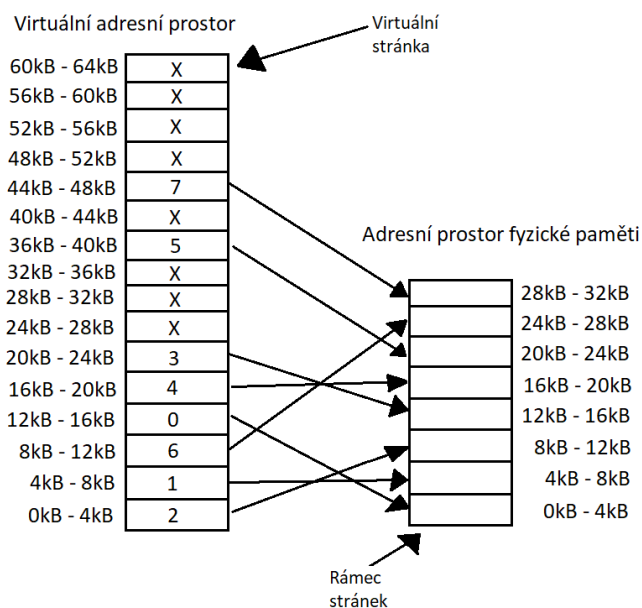 Virtuální adresní prostor
Virtuální
stránka
60kB - 64kB X
56kB - 60kB X
52kB - 56kB X
48kB - 52kB X
44kB - 48kB 7
40kB - 44kB X
36kB - 40kB 5
32kB - 36kB X
28kB - 32kB X
24kB - 28kB X
20kB - 24kB 3
16kB - 20kB 4
12kB - 16kB 0
8kB - 12kB 6
4kB - 8kB 1
0kB - 4kB 2
Adresní prostor fyzické paměti
28kB - 32kB
24kB - 28kB
20kB - 24kB
16kB - 20kB
12kB - 16kB
8kB - 12kB
4kB - 8kB
0kB - 4kB
Rámec
stránek